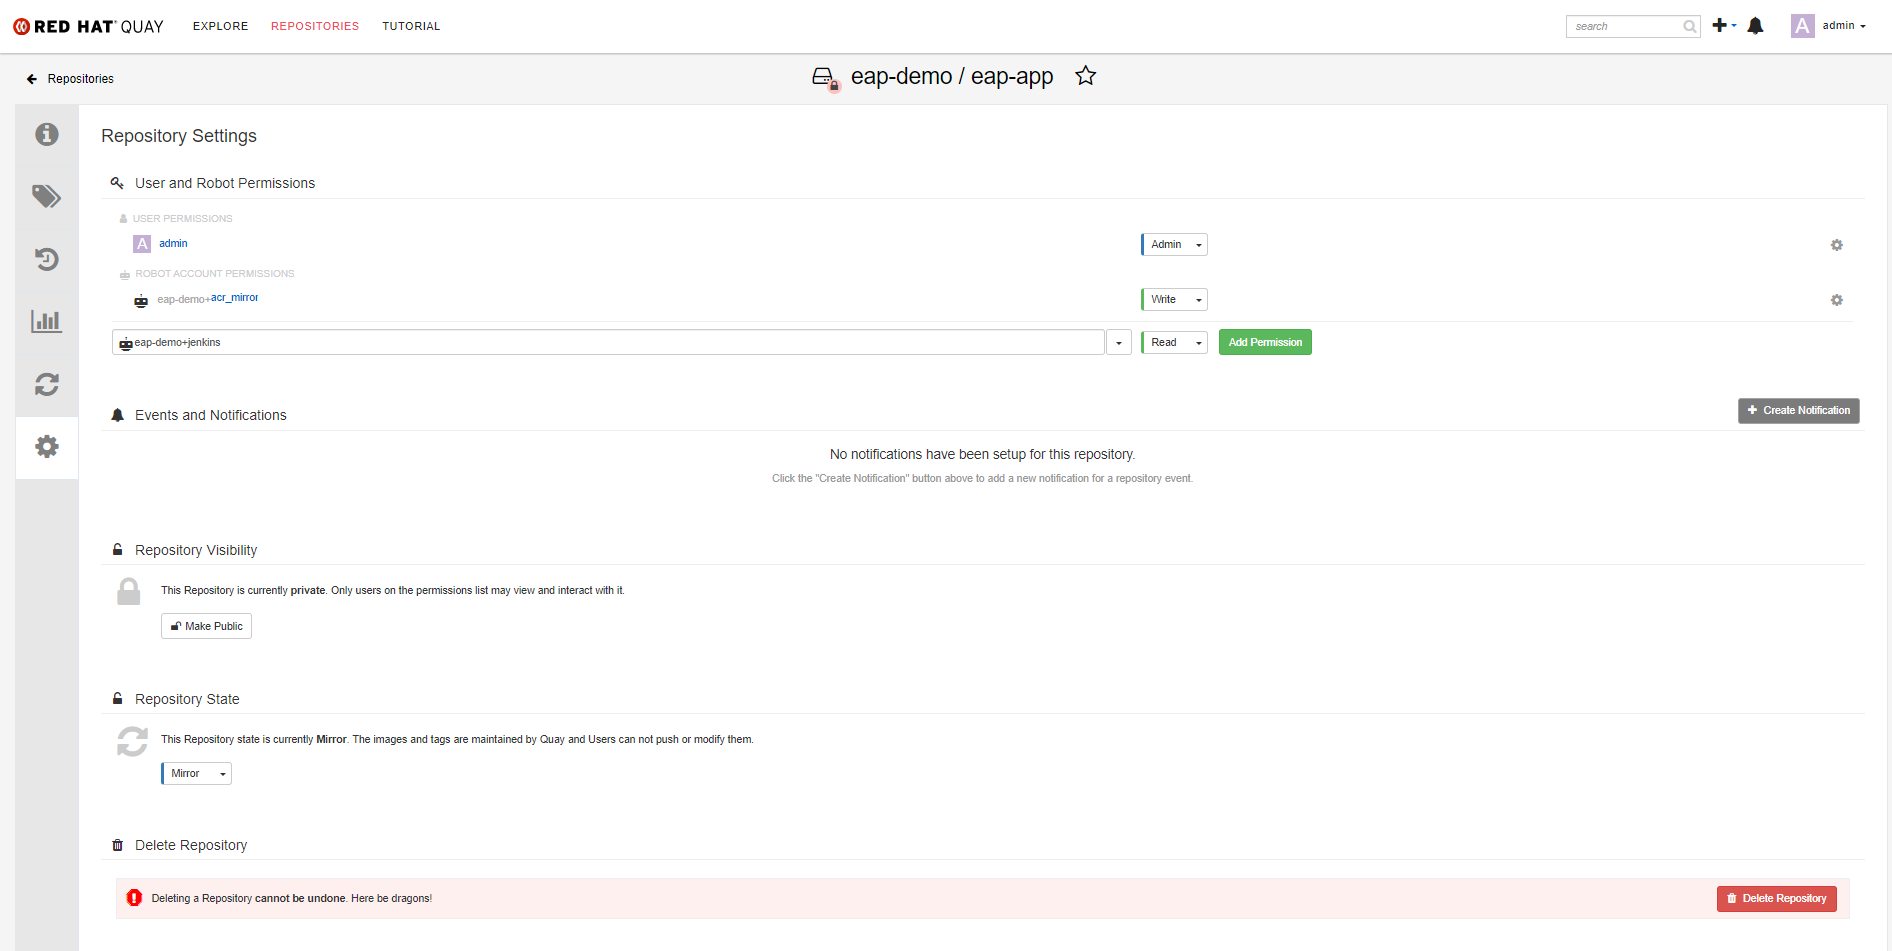 RED HAT QUAY EXPLORE REPOSITORIES TUTORIAL search A admin
Repositories eap-demo / eap-app
Repository Settings
User and Robot Permissions
USER PERMISSIONS
A admin Admin
ROBOT ACCOUNT PERMISSIONS
eap-demo+acr_mirror Write
eap-demo+jenkins Read Add Permission
Events and Notifications Create Notification
No notifications have been setup for this repository.
Click the "Create Notification" button above to add a new notification for a repository event.
Repository Visibility
This Repository is currently private. Only users on the permissions list may view and interact with it.
Make Public
Repository State
This Repository state is currently Mirror. The images and tags are maintained by Quay and Users can not push or modify them.
Mirror
Delete Repository
Deleting a Repository cannot be undone. Here be dragons! Delete Repository